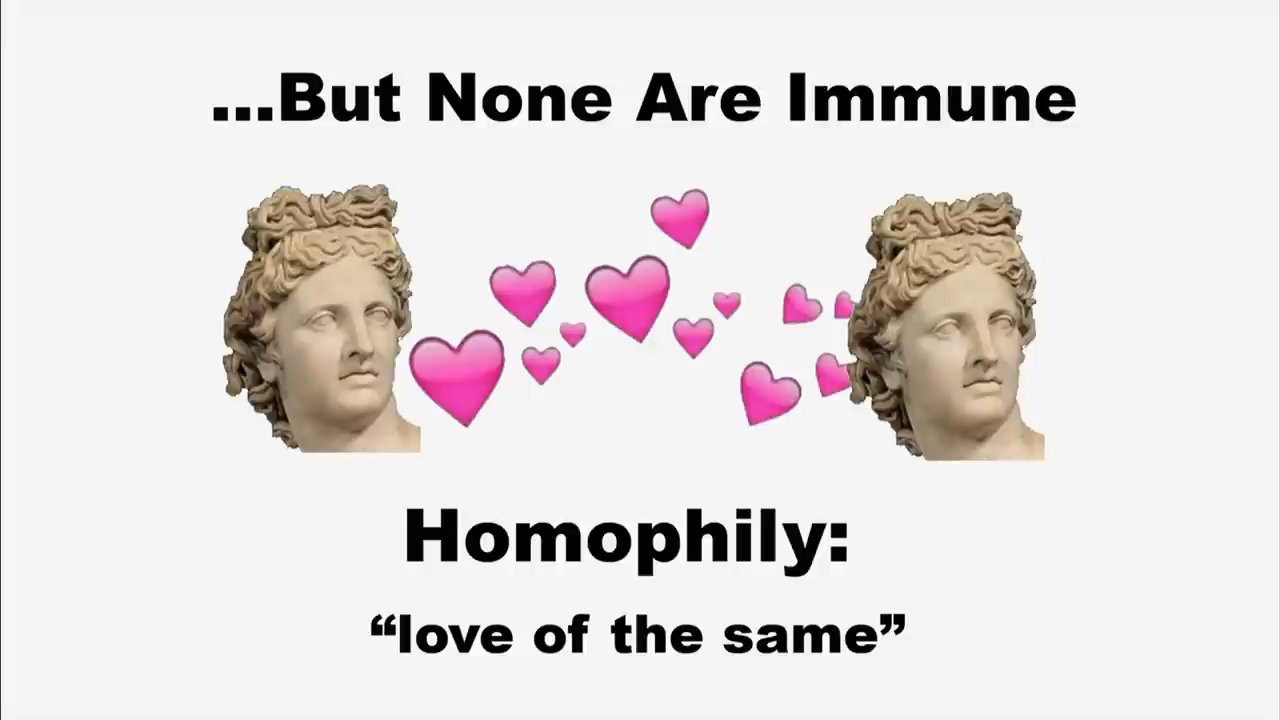 ...But None Are Immune
Homophily:
“love of the same”